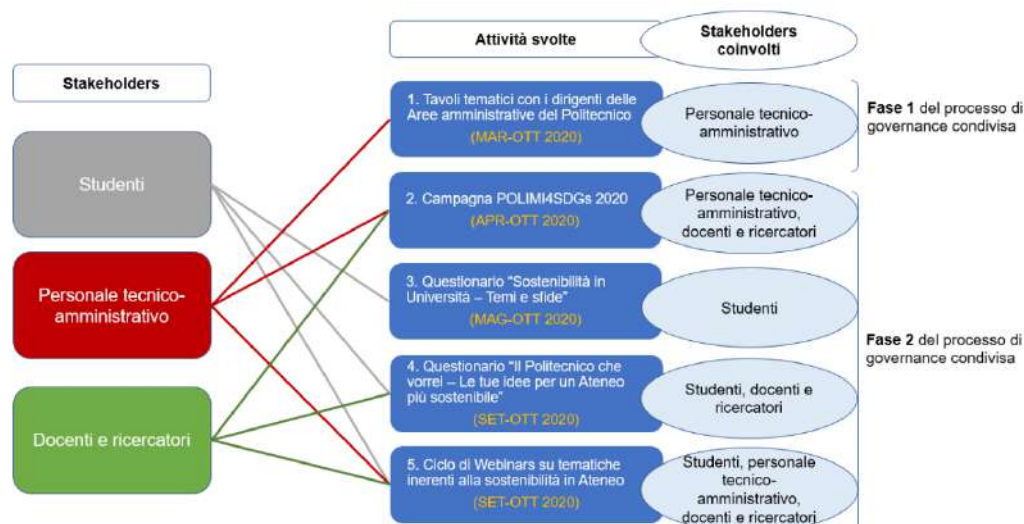 Stakeholders
Studenti
Personale tecnico-
amministrativo
Docenti e ricercatori
Attività svolte
1. Tavoli tematici con i dirigenti delle
Aree amministrative del Politecnico
(MAR-OTT 2020)
2. Campagna POLIMI4SDGs 2020
(APR-OTT 2020)
3. Questionario “Sostenibilità in
Università – Temi e sfide”
(MAG-OTT 2020)
4. Questionario “Il Politecnico che
vorrei – Le tue idee per un Ateneo
più sostenibile”
(SET-OTT 2020)
5. Ciclo di Webinars su tematiche
inerenti alla sostenibilità in Ateneo
(SET-OTT 2020)
Stakeholders
coinvolti
Personale tecnico-
amministrativo
Personale tecnico-
amministrativo,
docenti e ricercatori
Studenti
Studenti, docenti e
ricercatori
Studenti, personale
tecnico-
amministrativo,
docenti e ricercatori
Fase 1 del processo di
governance condivisa
Fase 2 del processo di
governance condivisa